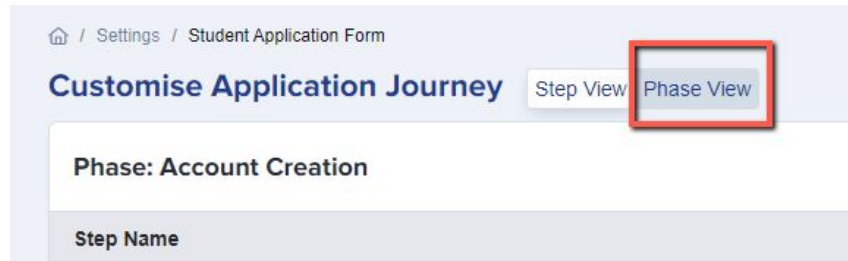 / Settings / Student Application Form
Customise Application Journey Step View Phase View
Phase: Account Creation
Step Name